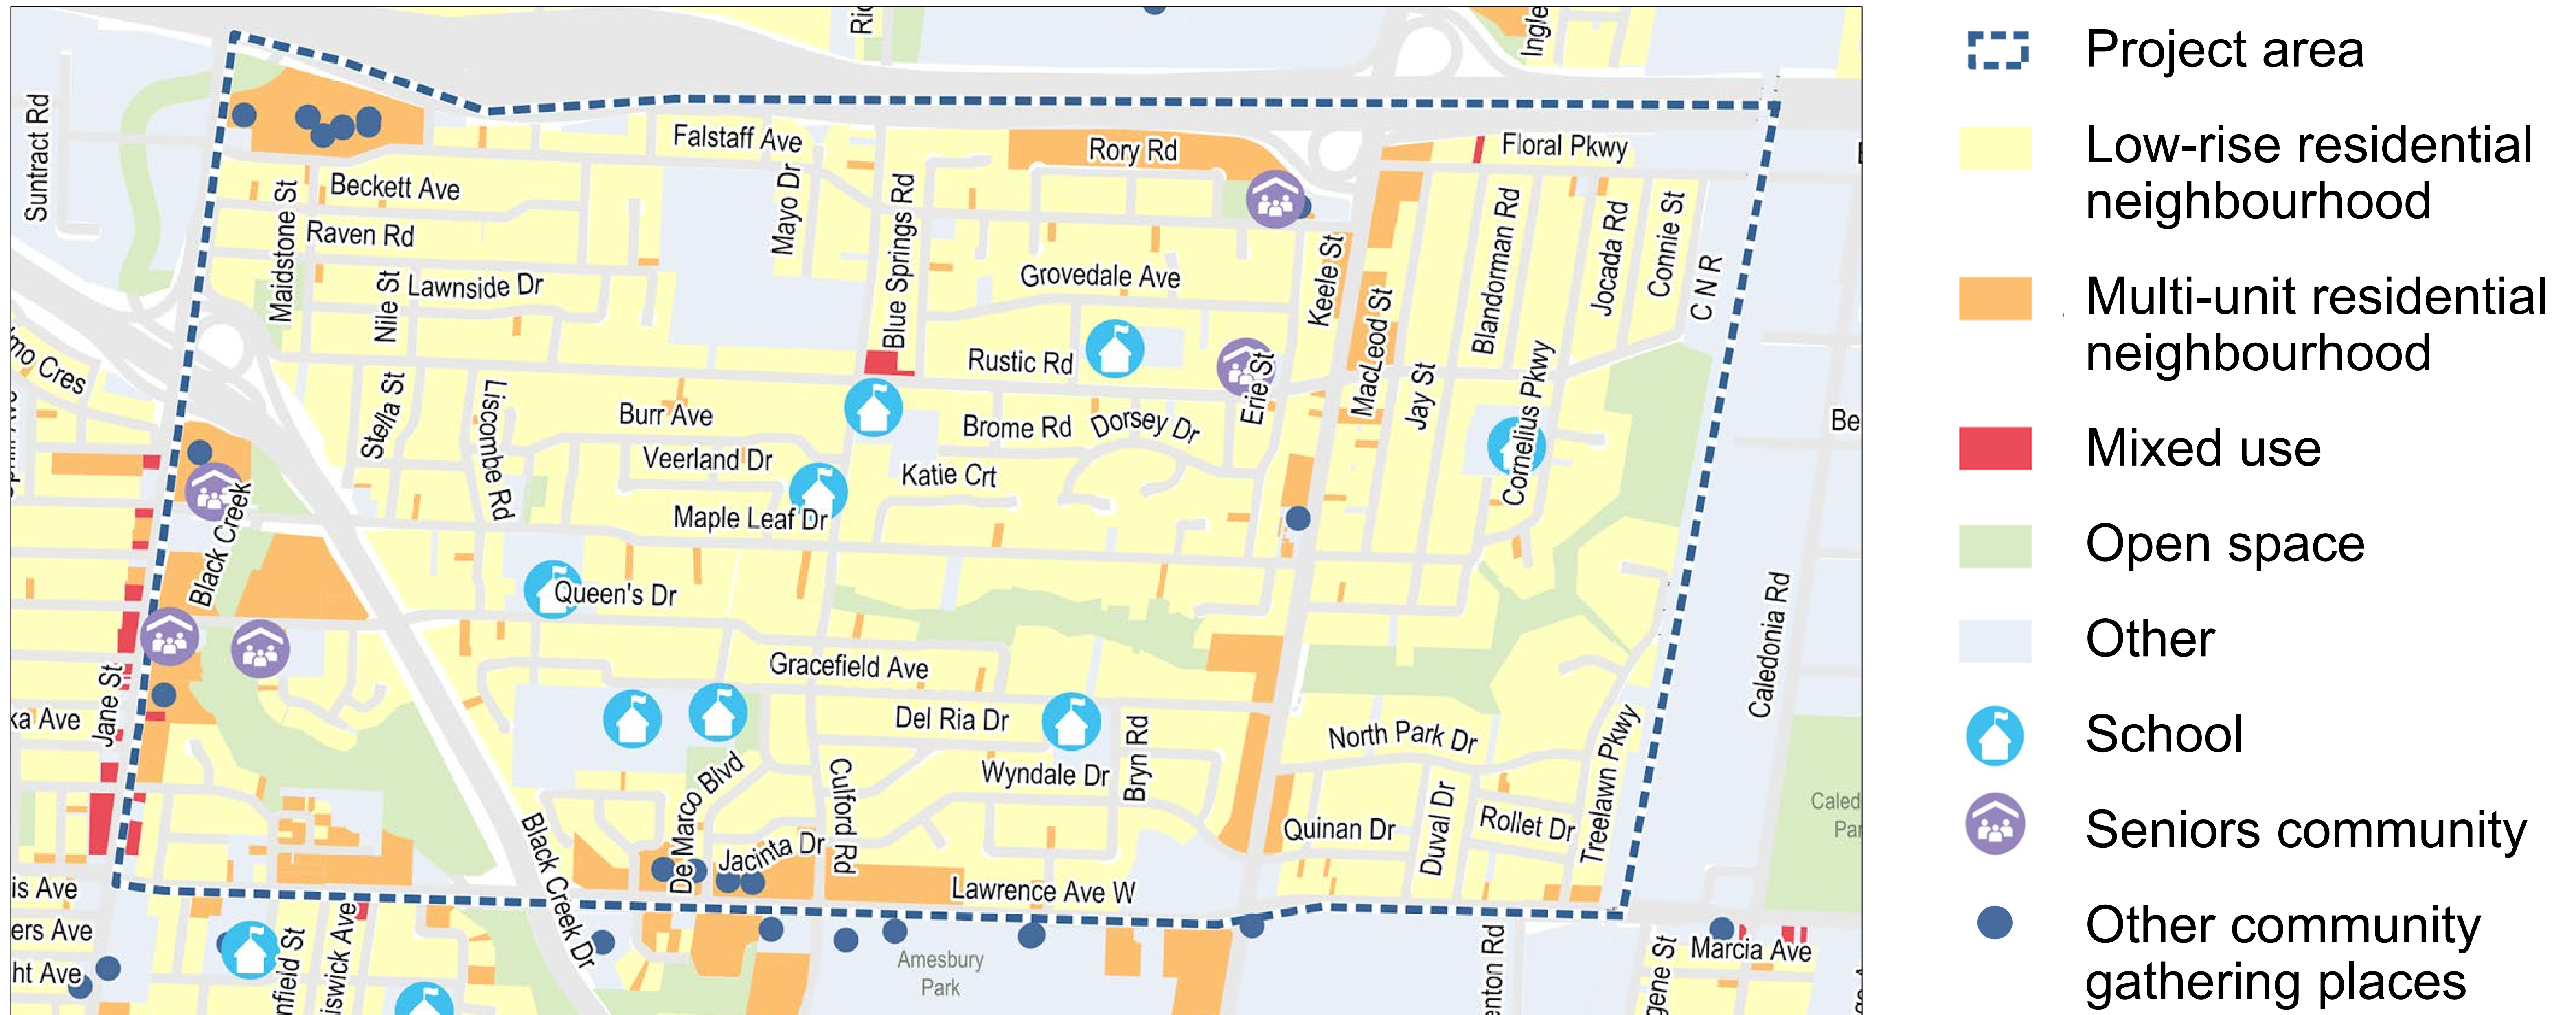 Suntract Rd
Falstaff Ave
Rory Rd
Floral Pkwy
Beckett Ave
Mayo Dr
Blue Springs Rd
Maidstone St
Raven Rd
Nile St
Lawnside Dr
Grovedale Ave
Keele St
MacLeod St
Blandorman Rd
Jocada Rd
Connie St
C N R
Cres
Rustic Rd
Erie St
Jay St
Cornelius Pkwy
Stella St
Liscombe Rd
Burr Ave
Brome Rd
Dorsey Dr
Veerland Dr
Katie Crt
Maple Leaf Dr
Black Creek
Queen's Dr
Caledonia Rd
Jane St
Gracefield Ave
Del Ria Dr
North Park Dr
Wyndale Dr
Bryn Rd
De Marco Blvd
Culford Rd
Treelawn Pkwy
Quinan Dr
Duval Dr
Rollet Dr
Jacinta Dr
Black Creek Dr
Lawrence Ave W
Amesbury
Park
Marcia Ave
Project area
Low-rise residential
neighbourhood
Multi-unit residential
neighbourhood
Mixed use
Open space
Other
School
Seniors community
Other community
gathering places